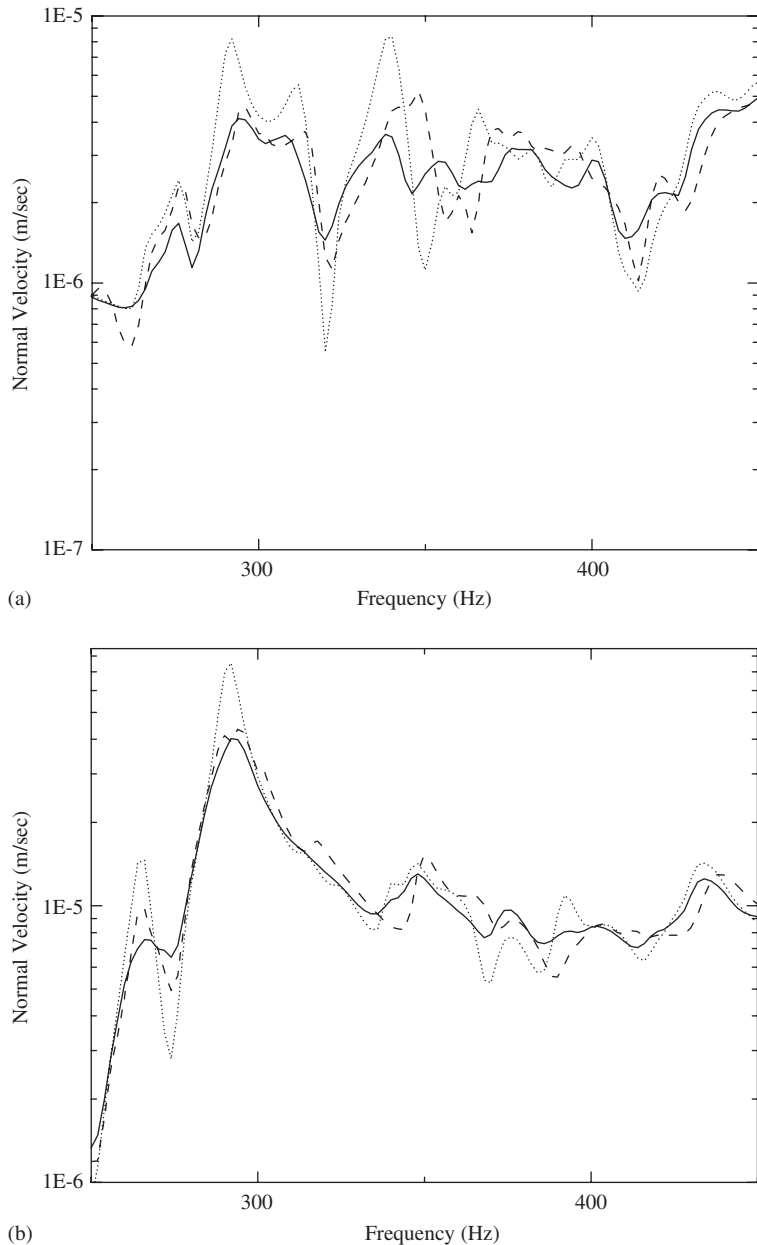 1E-5
Normal Velocity (m/sec)
1E-6
1E-7
300
400
(a)
Frequency (Hz)
Normal Velocity (m/sec)
1E-5
1E-6
300
400
(b)
Frequency (Hz)